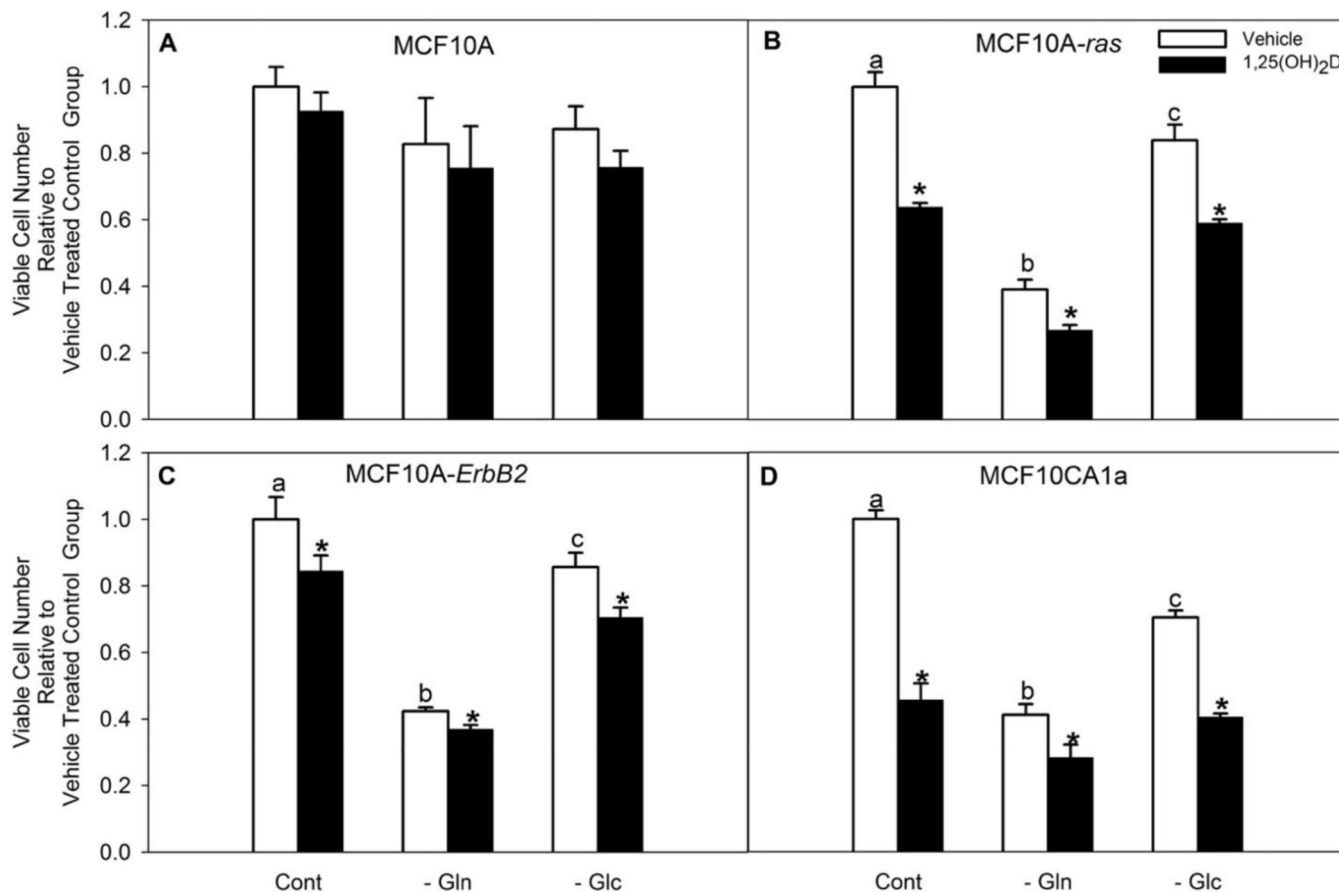 A
MCF10A
1.2
1.0
0.8
0.6
0.4
0.2
0.0
Viable Cell Number
Relative to
Vehicle Treated Control Group
B
MCF10A-ras
Vehicle
1,25(OH)₂D
a
*
b
*
c
*
C
MCF10A-ErbB2
1.2
1.0
0.8
0.6
0.4
0.2
0.0
Viable Cell Number
Relative to
Vehicle Treated Control Group
a
*
b
*
c
*
Cont
- Gln
- Glc
D
MCF10CA1a
a
*
b
*
c
*
Cont
- Gln
- Glc